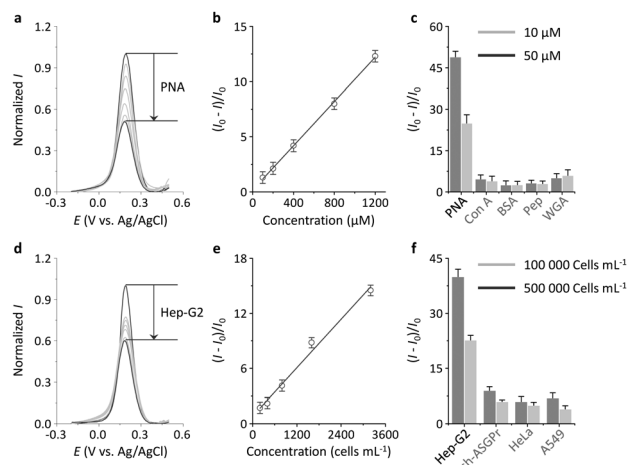 a
Normalized I
1.2
0.9
0.6
0.3
0.0
-0.3 0.0 0.3 0.6
E (V vs. Ag/AgCl)
PNA
b
(I0 - I)/I0
15
10
5
0
0 400 800 1200
Concentration (μM)
c
(I0 - I)/I0
60
45
30
15
0
10 μM
50 μM
PNA
Con A
BSA
Pep
WGA
d
Normalized I
1.2
0.9
0.6
0.3
0.0
-0.3 0.0 0.3 0.6
E (V vs. Ag/AgCl)
Hep-G2
e
(I - I0)/I0
18
12
6
0
0 1200 2400 3600
Concentration (cells mL-1)
f
(I - I0)/I0
45
30
15
0
100 000 Cells mL-1
500 000 Cells mL-1
Hep-G2
h-ASGPr
HeLa
A549